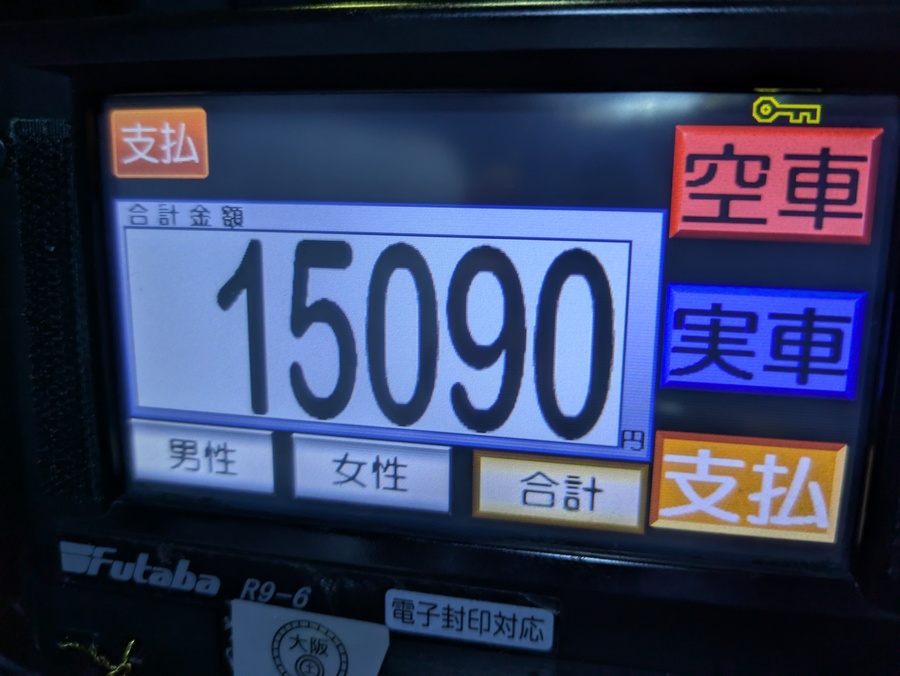 支払
空車
合計金額
15090
円
実車
男性
女性
合計
支払
Futaba R9-6
電子封印対応
大阪